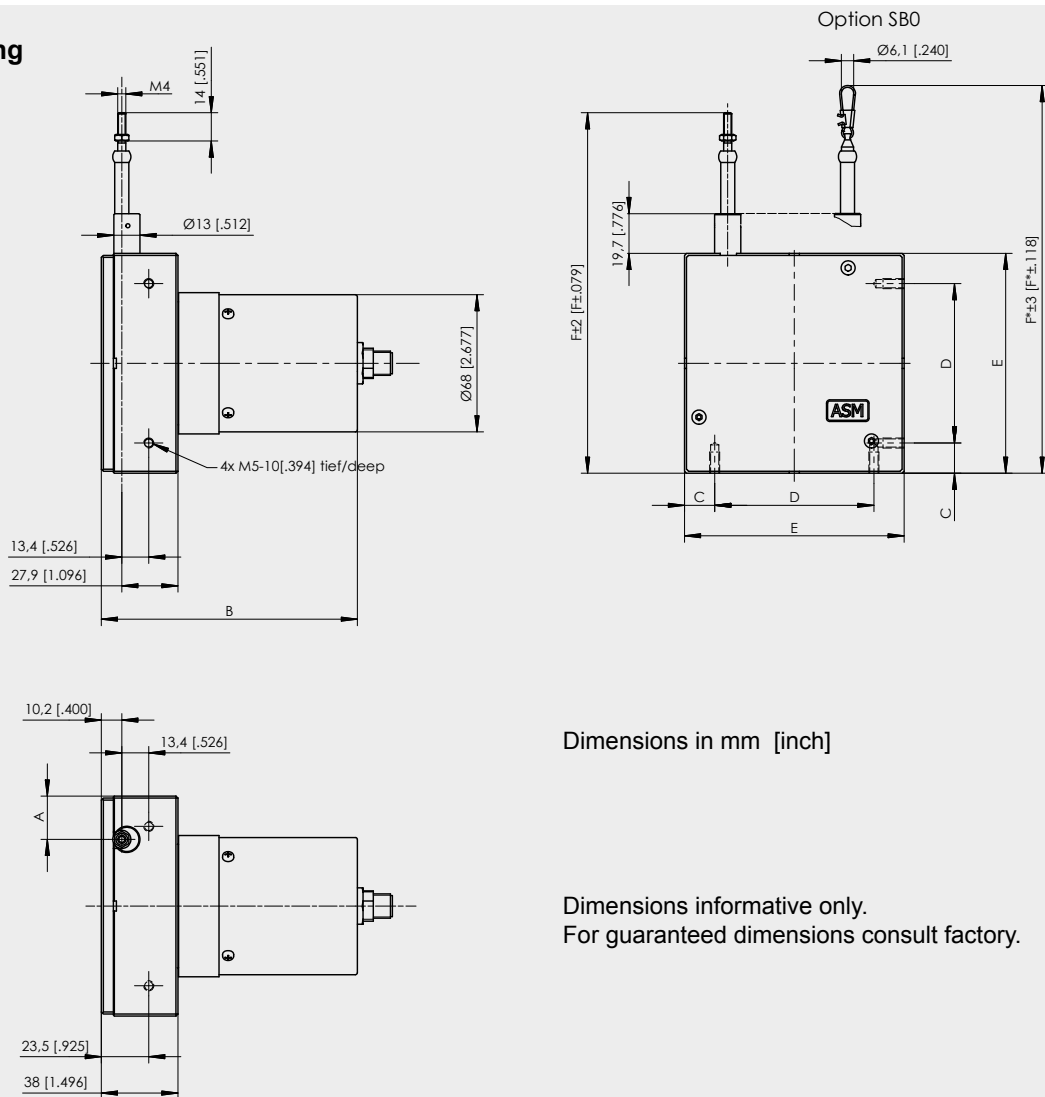 ng
Option SB0
Ø6,1 [.240]
M4
14 [.551]
Ø13 [.512]
19,7 [.776]
F±2 [F±.079]
F*±3 [F*±.118]
Ø68 [2.677]
D
E
ASM
4x M5-10[.394] tief/deep
C
D
C
E
13,4 [.526]
27,9 [1.096]
B
10,2 [.400]
13,4 [.526]
A
Dimensions in mm [inch]
Dimensions informative only.
For guaranteed dimensions consult factory.
23,5 [.925]
38 [1.496]